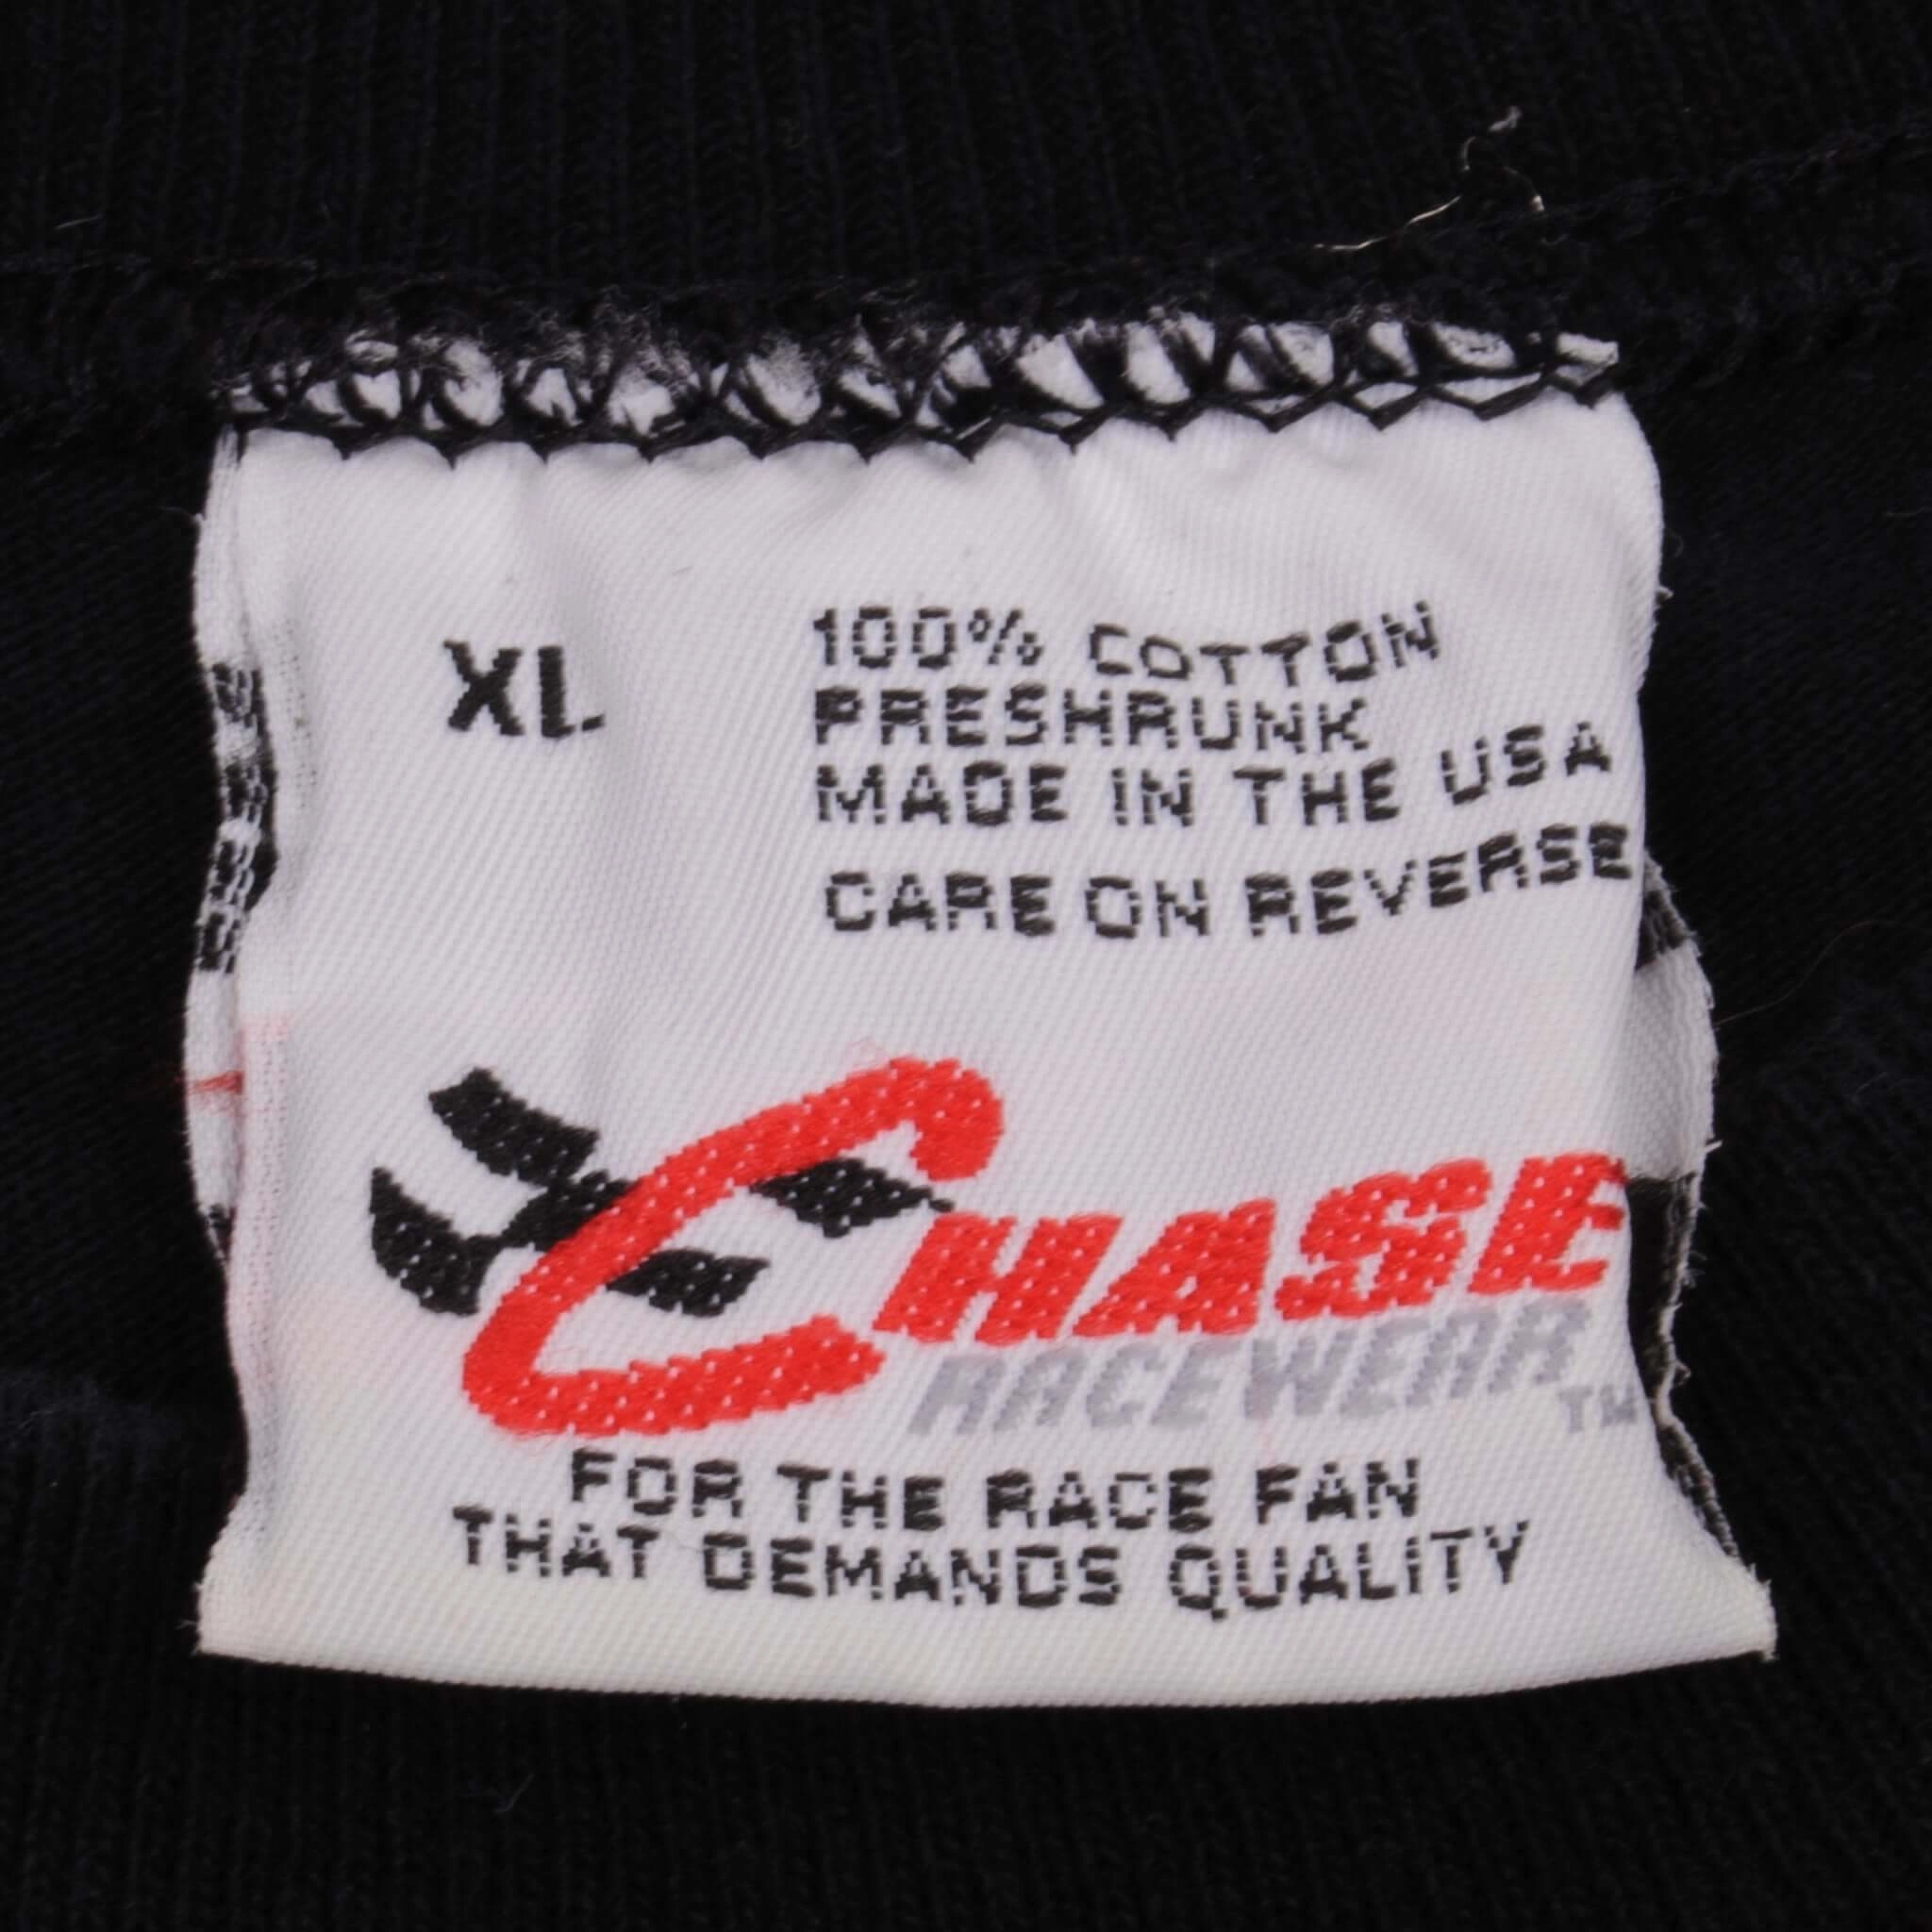 XL
100% COTTON
PRESHRUNK
MADE IN THE USA
CARE ON REVERSE
CHASE
RACEWEAR TM
FOR THE RACE FAN
THAT DEMANDS QUALITY